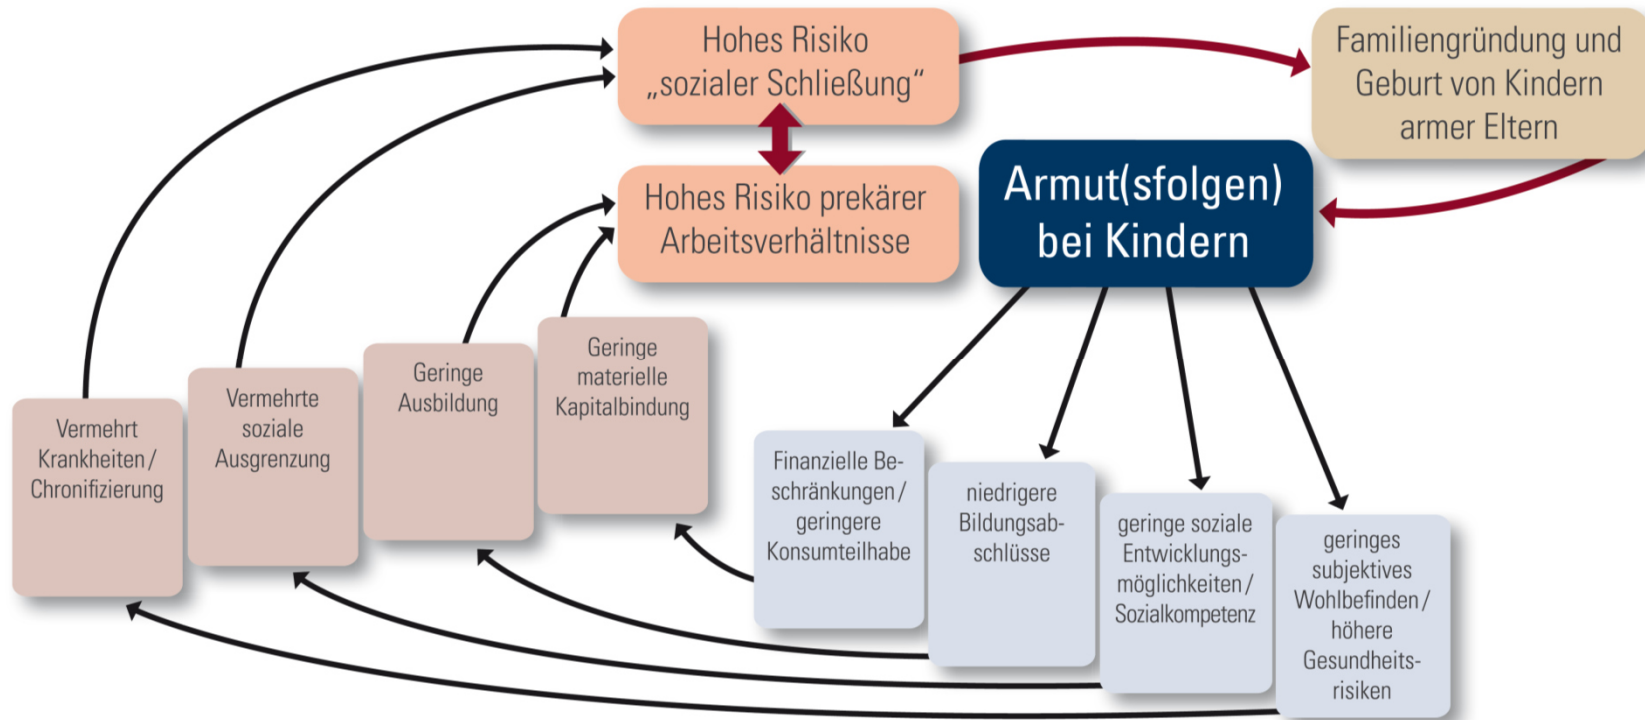 Hohes Risiko
„sozialer Schließung“
Familiengründung und
Geburt von Kindern
armer Eltern
Hohes Risiko prekärer
Arbeitsverhältnisse
Armut(sfolgen)
bei Kindern
Vermehrt
Krankheiten/
Chronifizierung
Vermehrte
soziale
Ausgrenzung
Geringe
Ausbildung
Geringe
materielle
Kapitalbindung
Finanzielle Be-
schränkungen/
geringere
Konsumteilhabe
niedrigere
Bildungsab-
schlüsse
geringe soziale
Entwicklungs-
möglichkeiten/
Sozialkompetenz
geringes
subjektives
Wohlbefinden/
höhere
Gesundheits-
risiken